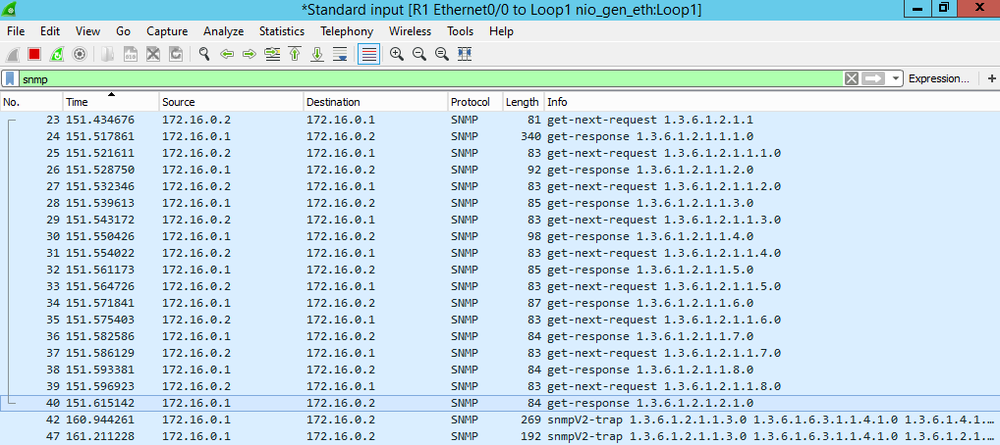 *Standard input [R1 Ethernet0/0 to Loop1 nio_gen_eth:Loop1]
File Edit View Go Capture Analyze Statistics Telephony Wireless Tools Help
snmp Expression... +
No. Time Source Destination Protocol Length Info
23 151.434676 172.16.0.2 172.16.0.1 SNMP 81 get-next-request 1.3.6.1.2.1.1
24 151.517861 172.16.0.1 172.16.0.2 SNMP 340 get-response 1.3.6.1.2.1.1.1.0
25 151.521611 172.16.0.2 172.16.0.1 SNMP 83 get-next-request 1.3.6.1.2.1.1.1.0
26 151.528750 172.16.0.1 172.16.0.2 SNMP 92 get-response 1.3.6.1.2.1.1.2.0
27 151.532346 172.16.0.2 172.16.0.1 SNMP 83 get-next-request 1.3.6.1.2.1.1.2.0
28 151.539613 172.16.0.1 172.16.0.2 SNMP 85 get-response 1.3.6.1.2.1.1.3.0
29 151.543172 172.16.0.2 172.16.0.1 SNMP 83 get-next-request 1.3.6.1.2.1.1.3.0
30 151.550426 172.16.0.1 172.16.0.2 SNMP 98 get-response 1.3.6.1.2.1.1.4.0
31 151.554022 172.16.0.2 172.16.0.1 SNMP 83 get-next-request 1.3.6.1.2.1.1.4.0
32 151.561173 172.16.0.1 172.16.0.2 SNMP 85 get-response 1.3.6.1.2.1.1.5.0
33 151.564726 172.16.0.2 172.16.0.1 SNMP 83 get-next-request 1.3.6.1.2.1.1.5.0
34 151.571841 172.16.0.1 172.16.0.2 SNMP 87 get-response 1.3.6.1.2.1.1.6.0
35 151.575403 172.16.0.2 172.16.0.1 SNMP 83 get-next-request 1.3.6.1.2.1.1.6.0
36 151.582586 172.16.0.1 172.16.0.2 SNMP 84 get-response 1.3.6.1.2.1.1.7.0
37 151.586129 172.16.0.2 172.16.0.1 SNMP 83 get-next-request 1.3.6.1.2.1.1.7.0
38 151.593381 172.16.0.1 172.16.0.2 SNMP 84 get-response 1.3.6.1.2.1.1.8.0
39 151.596923 172.16.0.2 172.16.0.1 SNMP 83 get-next-request 1.3.6.1.2.1.1.8.0
40 151.615142 172.16.0.1 172.16.0.2 SNMP 84 get-response 1.3.6.1.2.1.2.1.0
42 160.944261 172.16.0.1 172.16.0.2 SNMP 269 snmpV2-trap 1.3.6.1.2.1.1.3.0 1.3.6.1.6.3.1.1.4.1.0 1.3.6.1.4.1...
47 161.211228 172.16.0.1 172.16.0.2 SNMP 192 snmpV2-trap 1.3.6.1.2.1.1.3.0 1.3.6.1.6.3.1.1.4.1.0 1.3.6.1.2.1...